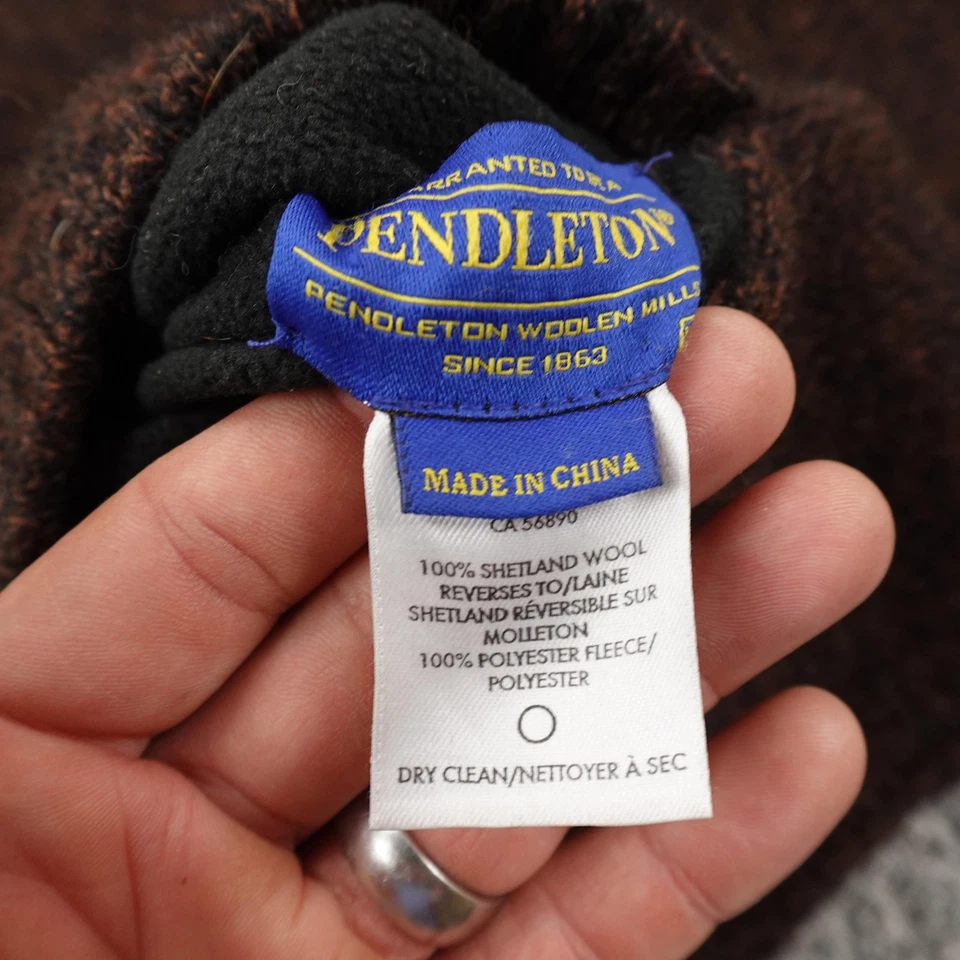 WARRANTED TO BE A
PENDLETON®
PENDLETON WOOLEN MILLS
SINCE 1863
MADE IN CHINA
CA 56890
100% SHETLAND WOOL
REVERSES TO/LAINE
SHETLAND RÉVERSIBLE SUR
MOLLETON
100% POLYESTER FLEECE/
POLYESTER
DRY CLEAN/NETTOYER À SEC